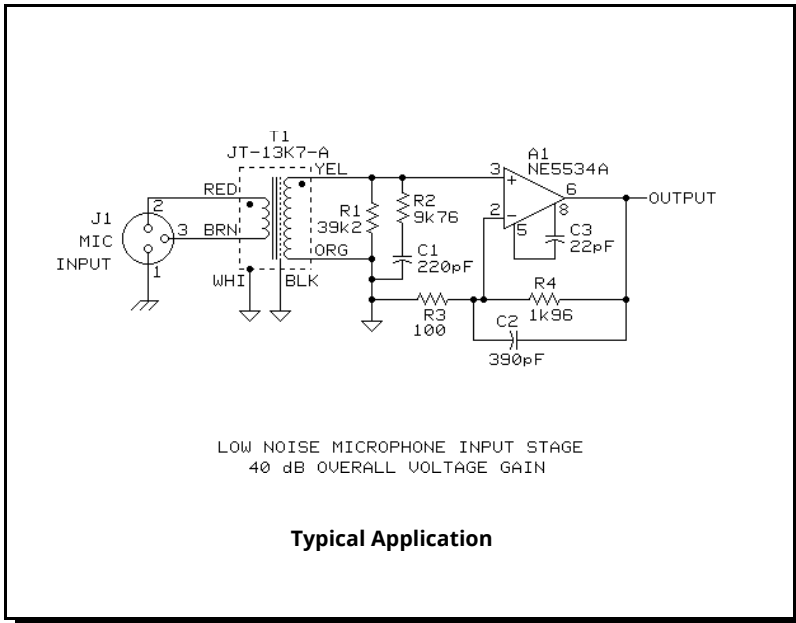 T1
JT-13K7-A
YEL
RED
2
J1
MIC
INPUT
3
BRN
1
ORG
WHI
BLK
R1
39k2
R2
9k76
C1
220pF
A1
NE5534A
3
+
2
-
6
OUTPUT
5
8
C3
22pF
R3
100
R4
1k96
C2
390pF
LOW NOISE MICROPHONE INPUT STAGE
40 dB OVERALL VOLTAGE GAIN
Typical Application